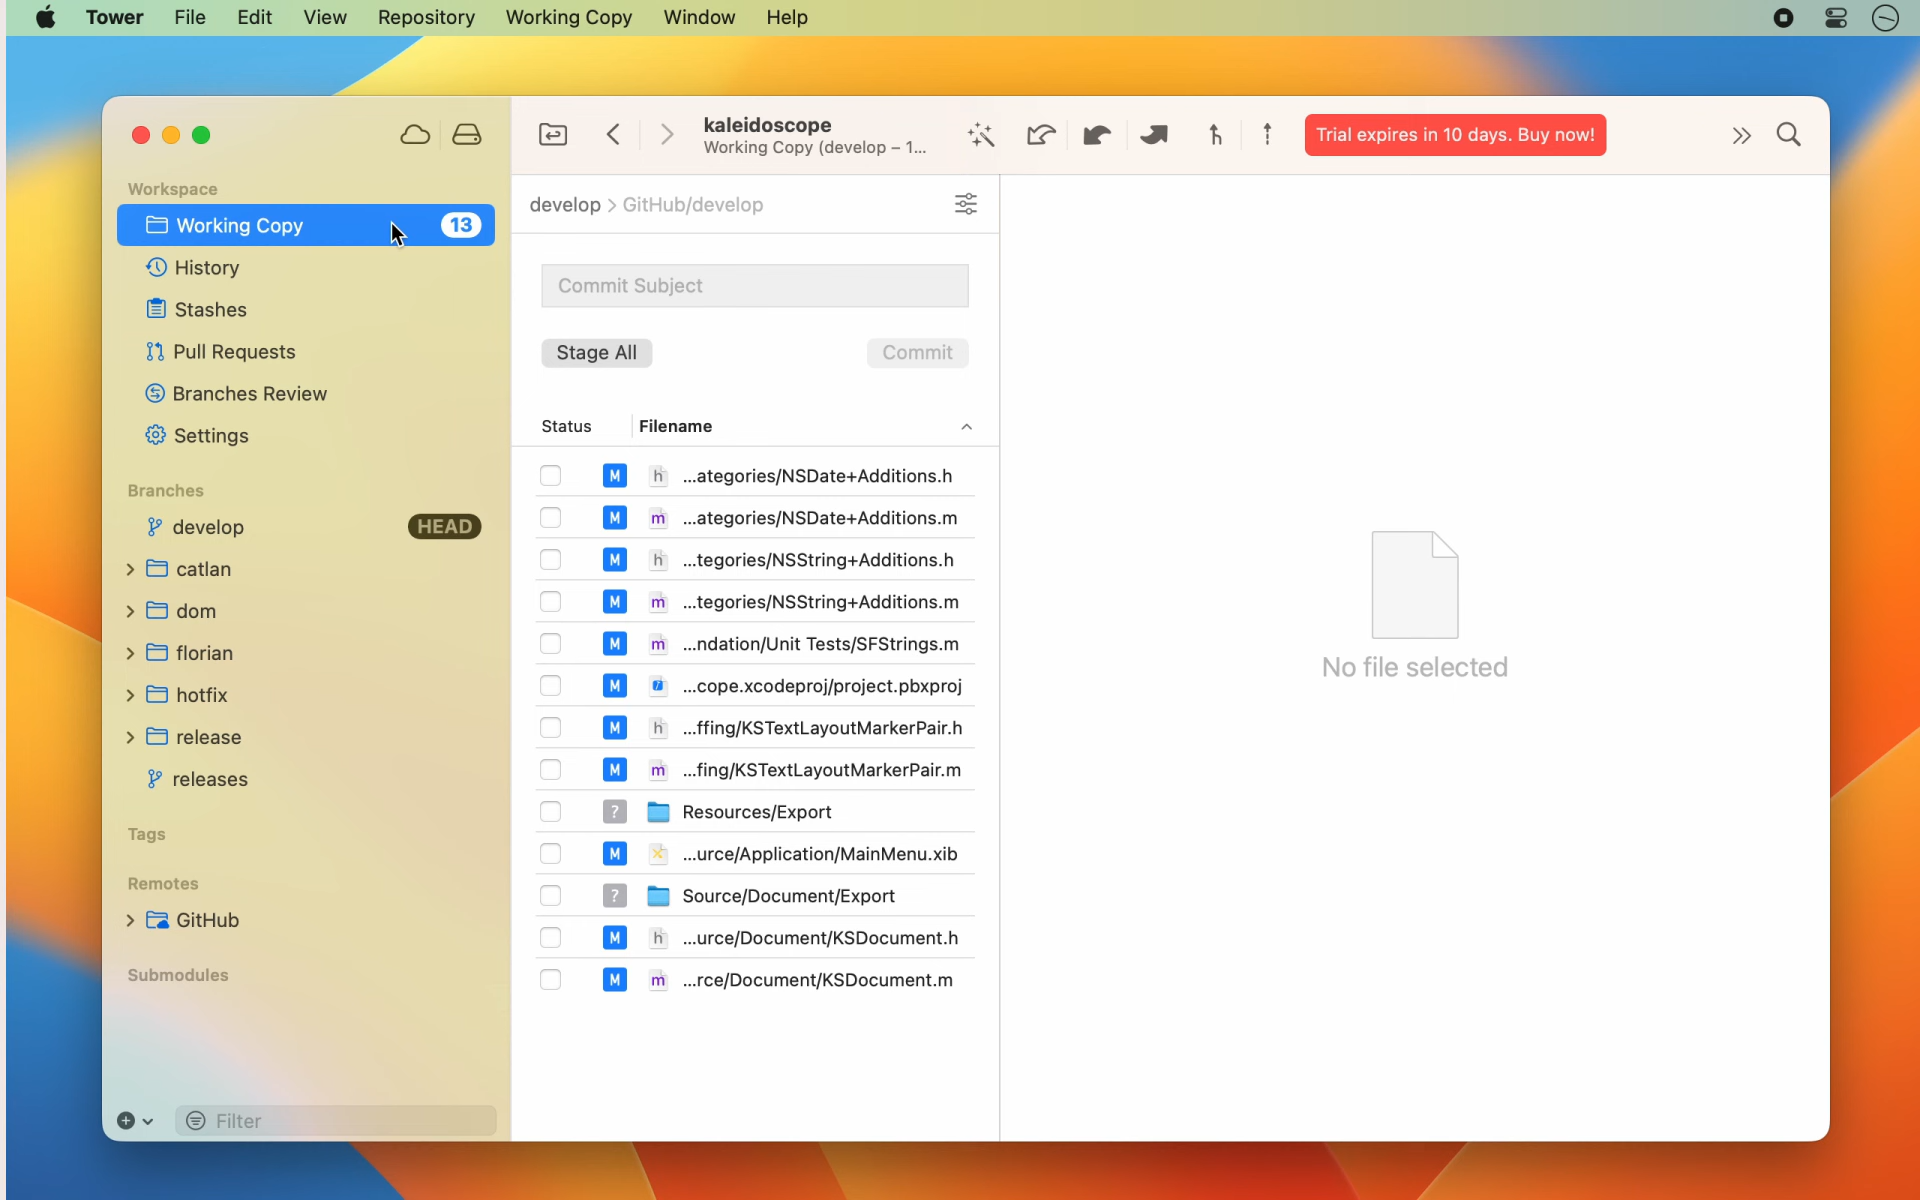 Tower File Edit View Repository Working Copy Window Help
kaleidoscope
Working Copy (develop – 1...
Trial expires in 10 days. Buy now!
Workspace
Working Copy 13
History
Stashes
Pull Requests
Branches Review
Settings
Branches
develop HEAD
catlan
dom
florian
hotfix
release
releases
Tags
Remotes
GitHub
Submodules
Filter
develop > GitHub/develop
Commit Subject
Stage All Commit
Status Filename
M h ...ategories/NSDate+Additions.h
M m ...ategories/NSDate+Additions.m
M h ...tegories/NSString+Additions.h
M m ...tegories/NSString+Additions.m
M m ...ndation/Unit Tests/SFStrings.m
M ...cope.xcodeproj/project.pbxproj
M h ...ffing/KSTextLayoutMarkerPair.h
M m ...fing/KSTextLayoutMarkerPair.m
? Resources/Export
M ...urce/Application/MainMenu.xib
? Source/Document/Export
M h ...urce/Document/KSDocument.h
M m ...rce/Document/KSDocument.m
No file selected